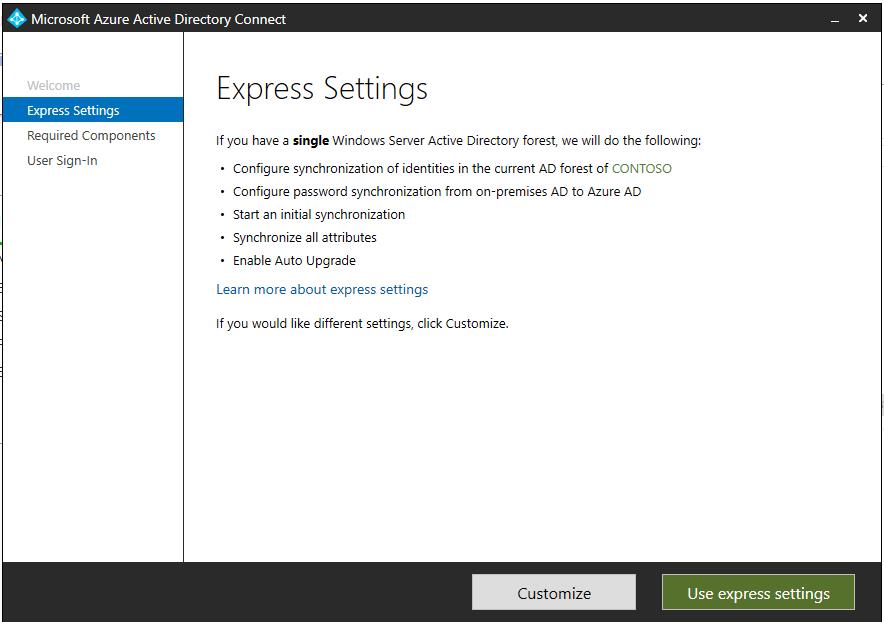 Microsoft Azure Active Directory Connect
Welcome
Express Settings
Required Components
User Sign-In
Express Settings
If you have a single Windows Server Active Directory forest, we will do the following:
• Configure synchronization of identities in the current AD forest of CONTOSO
• Configure password synchronization from on-premises AD to Azure AD
• Start an initial synchronization
• Synchronize all attributes
• Enable Auto Upgrade
Learn more about express settings
If you would like different settings, click Customize.
Customize
Use express settings